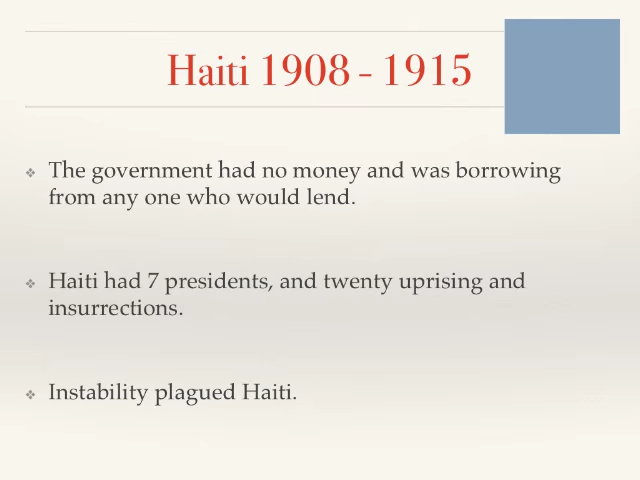 Haiti 1908 - 1915
The government had no money and was borrowing
from any one who would lend.
Haiti had 7 presidents, and twenty uprising and
insurrections.
Instability plagued Haiti.